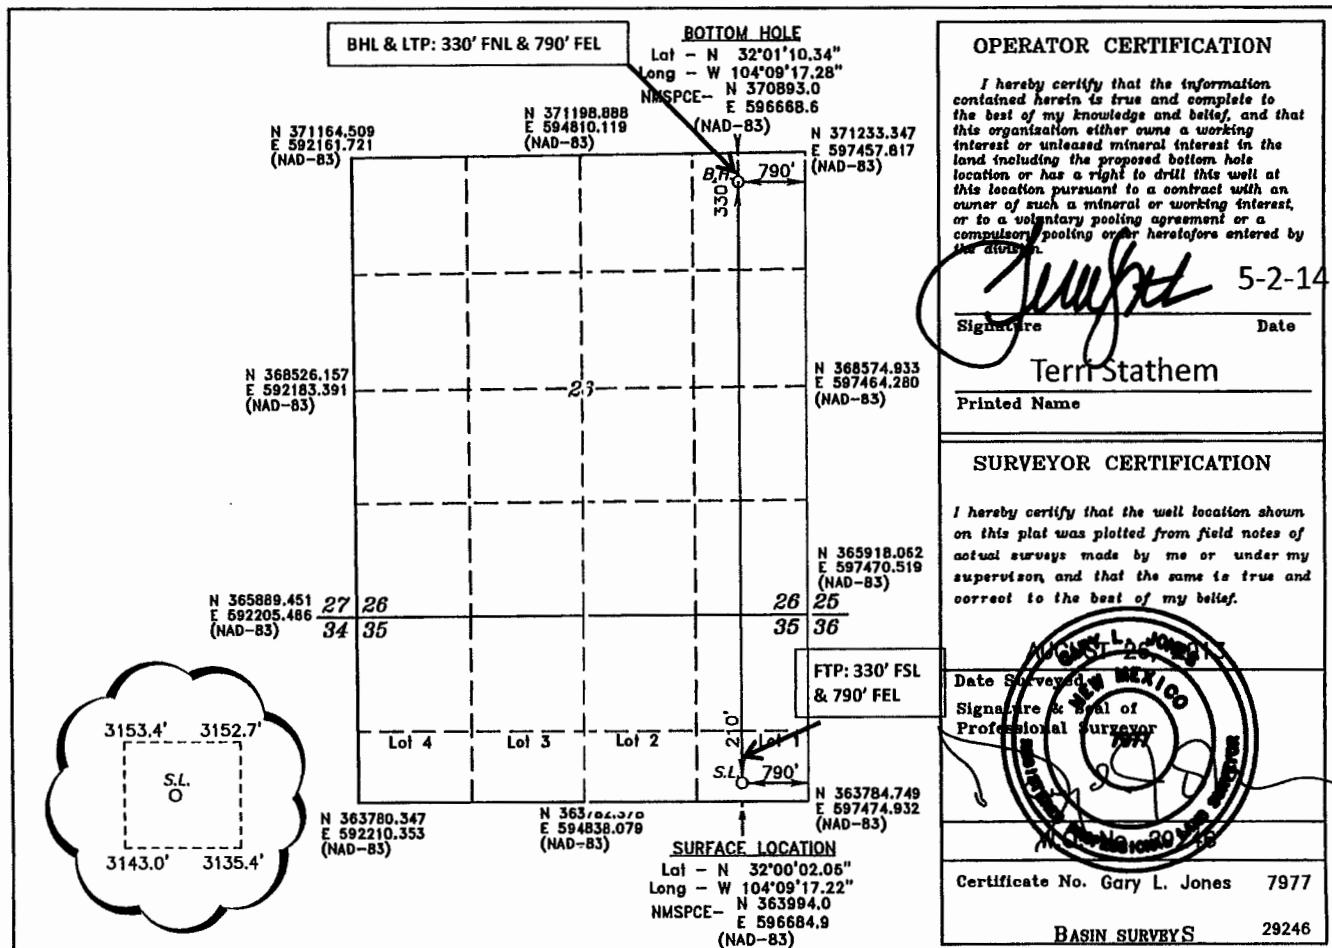 BHL & LTP: 330' FNL & 790' FEL
BOTTOM HOLE
Lat - N 32°01'10.34"
Long - W 104°09'17.28"
NMSPCE- N 370893.0
E 596668.6
(NAD-83)
N 371164.509
E 592161.721
(NAD-83)
N 371198.888
E 594810.119
(NAD-83)
N 371233.347
E 597457.817
(NAD-83)
B.H.
790'
330'
N 368526.157
E 592183.391
(NAD-83)
26
N 368574.933
E 597464.280
(NAD-83)
N 365918.062
E 597470.519
(NAD-83)
N 365889.451
E 592205.486
(NAD-83)
27 26
34 35
26 25
35 36
FTP: 330' FSL
& 790' FEL
Lot 4
Lot 3
Lot 2
Lot 1
S.L.
790'
3153.4' 3152.7'
S.L.
3143.0' 3135.4'
N 363780.347
E 592210.353
(NAD-83)
E 594838.079
(NAD-83)
N 363784.749
E 597474.932
(NAD-83)
SURFACE LOCATION
Lat - N 32°00'02.05"
Long - W 104°09'17.22"
NMSPCE- N 363994.0
E 596684.9
(NAD-83)
OPERATOR CERTIFICATION
I hereby certify that the information
contained herein is true and complete to
the best of my knowledge and belief, and that
this organization either owns a working
interest or unleased mineral interest in the
land including the proposed bottom hole
location or has a right to drill this well at
this location pursuant to a contract with an
owner of such a mineral or working interest,
or to a voluntary pooling agreement or a
compulsory pooling order heretofore entered by
the division.
5-2-14
Signature Date
Terri Stathem
Printed Name
SURVEYOR CERTIFICATION
I hereby certify that the well location shown
on this plat was plotted from field notes of
actual surveys made by me or under my
supervison, and that the same is true and
correct to the best of my belief.
AUGUST
Date Surveyed
Signature & Seal of
Professional Surveyor
GARY L. JONES
NEW MEXICO
7977
REGISTERED PROFESSIONAL LAND SURVEYOR
Certificate No. Gary L. Jones 7977
BASIN SURVEYS 29246